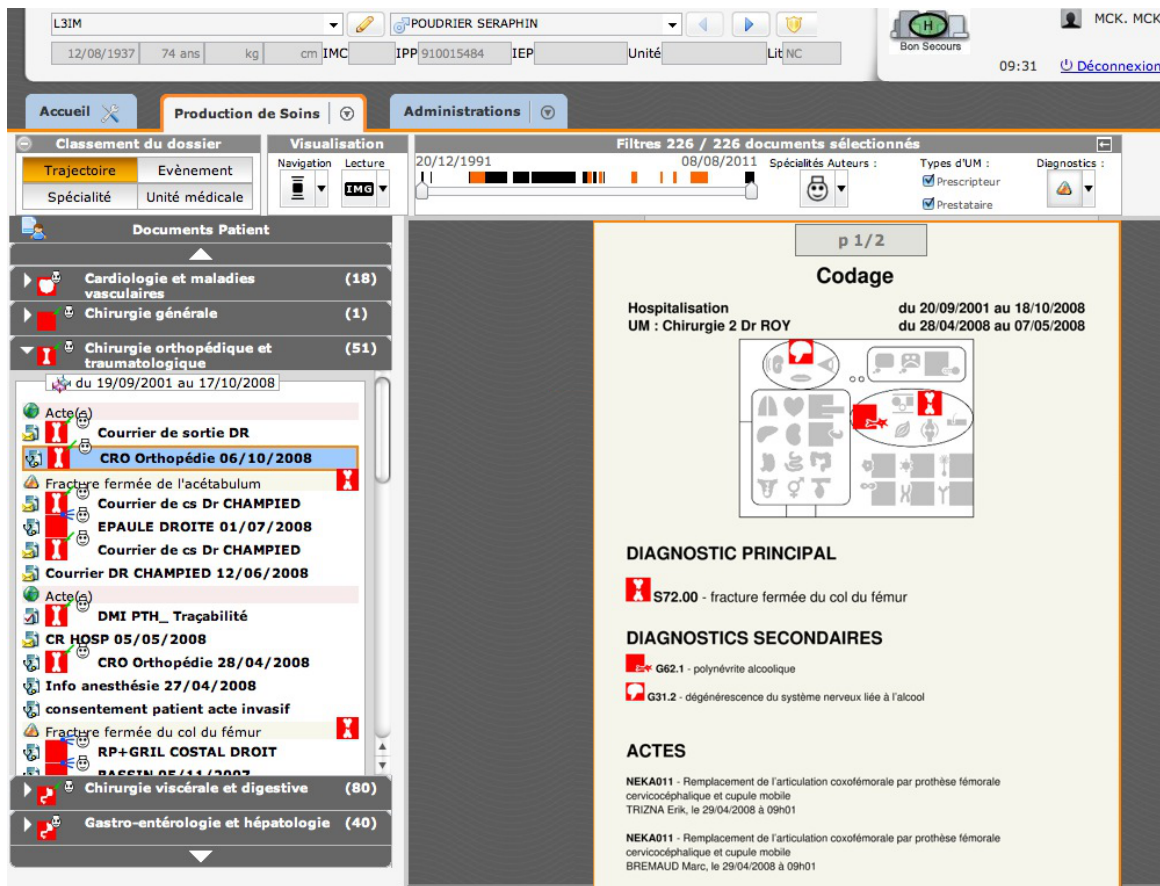 L3IM
POUDRIER SERAPHIN
12/08/1937 74 ans kg cm IMC IPP 910015484 IEP Unité Lit NC
H
Bon Secours
MCK. MCK
09:31 Déconnexion
Accueil Production de Soins Administrations
Classement du dossier
Trajectoire Evènement
Spécialité Unité médicale
Visualisation
Navigation Lecture
IMG
Filtres 226 / 226 documents sélectionnés
20/12/1991 08/08/2011
Spécialités Auteurs :
Types d'UM :
Prescripteur
Prestataire
Diagnostics :
Documents Patient
Cardiologie et maladies vasculaires (18)
Chirurgie générale (1)
Chirurgie orthopédique et traumatologique (51)
du 19/09/2001 au 17/10/2008
Acte(s)
Courrier de sortie DR
CRO Orthopédie 06/10/2008
Fracture fermée de l'acétabulum
Courrier de cs Dr CHAMPIED
EPAULE DROITE 01/07/2008
Courrier de cs Dr CHAMPIED
Courrier DR CHAMPIED 12/06/2008
Acte(s)
DMI PTH_ Traçabilité
CR HOSP 05/05/2008
CRO Orthopédie 28/04/2008
Info anesthésie 27/04/2008
consentement patient acte invasif
Fracture fermée du col du fémur
RP+GRIL COSTAL DROIT
BASSIN 05/11/2007
Chirurgie viscérale et digestive (80)
Gastro-entérologie et hépatologie (40)
p 1/2
Codage
Hospitalisation du 20/09/2001 au 18/10/2008
UM : Chirurgie 2 Dr ROY du 28/04/2008 au 07/05/2008
DIAGNOSTIC PRINCIPAL
S72.00 - fracture fermée du col du fémur
DIAGNOSTICS SECONDAIRES
G62.1 - polynévrite alcoolique
G31.2 - dégénérescence du système nerveux liée à l'alcool
ACTES
NEKA011 - Remplacement de l'articulation coxofémorale par prothèse fémorale
cervicocéphalique et cupule mobile
TRIZNA Erik, le 29/04/2008 à 09h01
NEKA011 - Remplacement de l'articulation coxofémorale par prothèse fémorale
cervicocéphalique et cupule mobile
BREMAUD Marc, le 29/04/2008 à 09h01